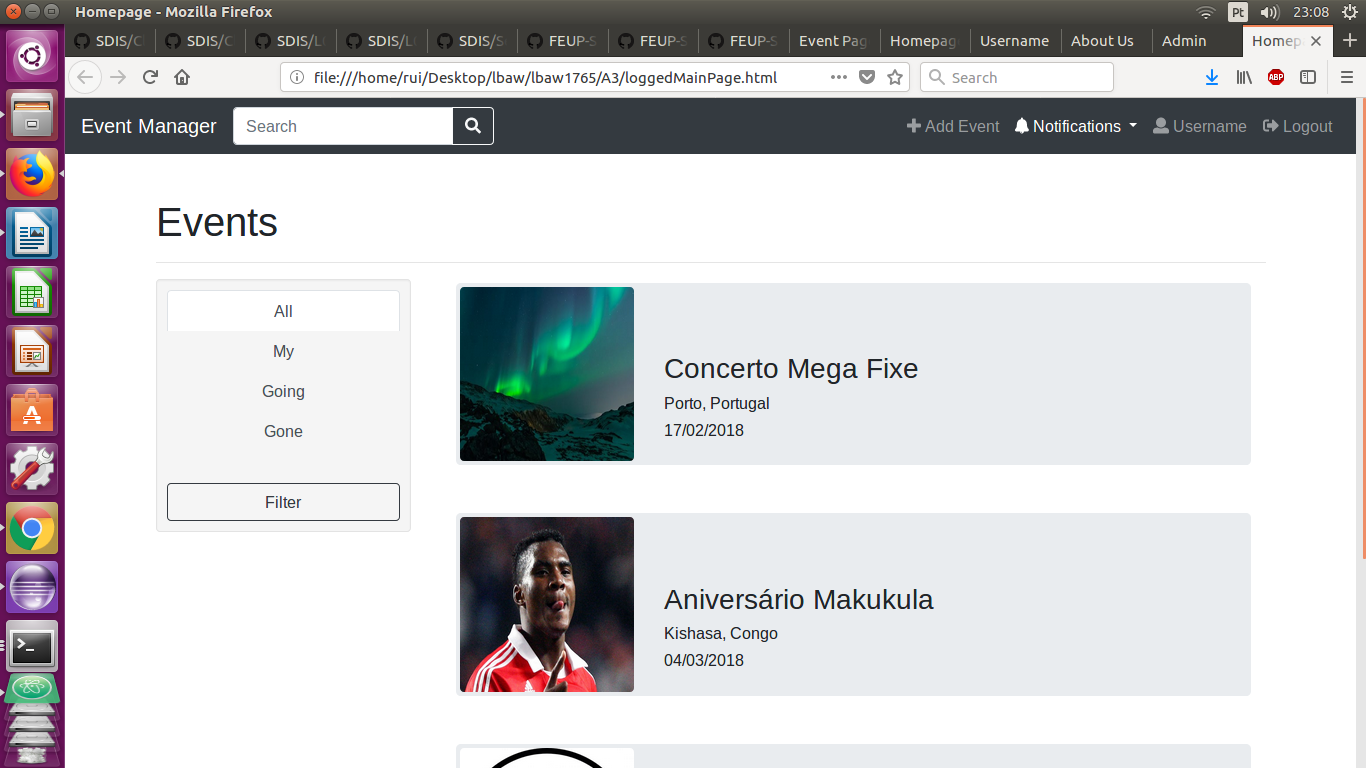 Homepage - Mozilla Firefox
Pt
23:08
SDIS/C
SDIS/C
SDIS/L
SDIS/L
SDIS/S
FEUP-S
FEUP-S
FEUP-S
Event Pag
Homepag
Username
About Us
Admin
Homep
file:///home/rui/Desktop/lbaw/lbaw1765/A3/loggedMainPage.html
Search
ABP
Event Manager
Search
Add Event
Notifications
Username
Logout
Events
All
My
Going
Gone
Filter
Concerto Mega Fixe
Porto, Portugal
17/02/2018
Aniversário Makukula
Kishasa, Congo
04/03/2018